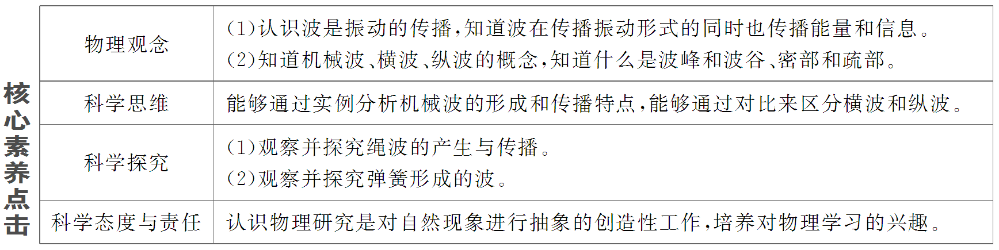 核心素养点击
物理观念
(1)认识波是振动的传播,知道波在传播振动形式的同时也传播能量和信息。
(2)知道机械波、横波、纵波的概念,知道什么是波峰和波谷、密部和疏部。
科学思维
能够通过实例分析机械波的形成和传播特点,能够通过对比来区分横波和纵波。
科学探究
(1)观察并探究绳波的产生与传播。
(2)观察并探究弹簧形成的波。
科学态度与责任
认识物理研究是对自然现象进行抽象的创造性工作,培养对物理学习的兴趣。